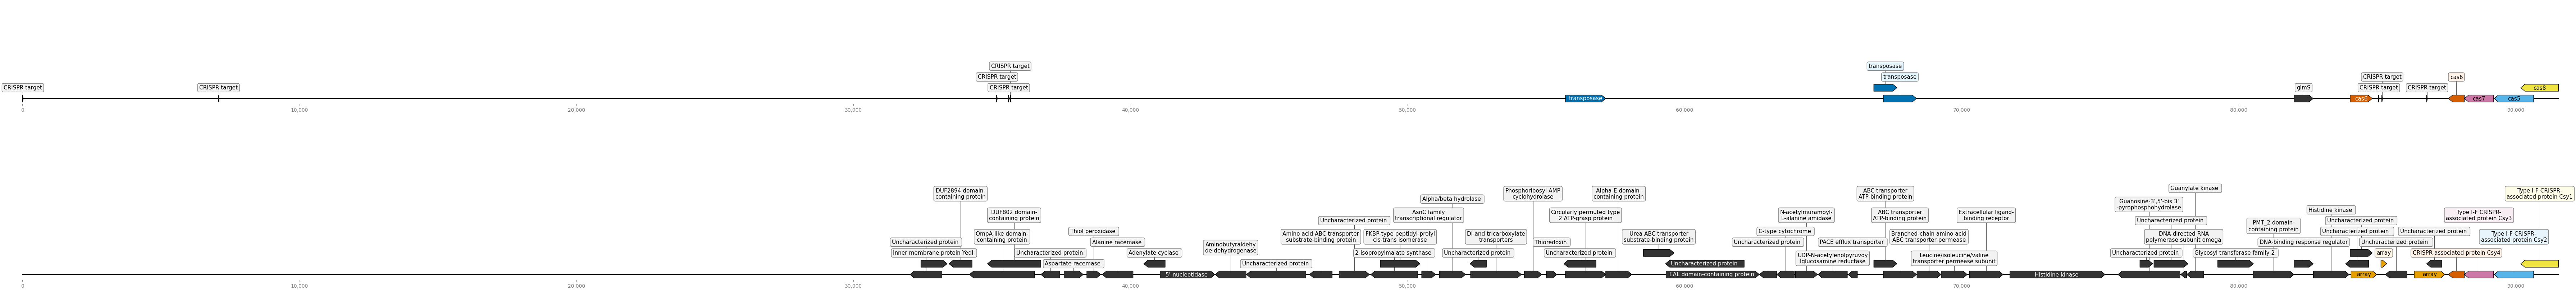 CRISPR target
transposase
CRISPR target
transposase
CRISPR target
cas6
CRISPR target
CRISPR target
CRISPR target
glmS
CRISPR target
CRISPR target
cas8
transposase
cas6
cas7
cas5
0
10,000
20,000
30,000
40,000
50,000
60,000
70,000
80,000
90,000
Guanylate kinase
DUF2894 domain-
containing protein
Phosphoribosyl-AMP
cyclohydrolase
Alpha-E domain-
containing protein
ABC transporter
ATP-binding protein
Type I-F CRISPR-
associated protein Csy1
Alpha/beta hydrolase
Guanosine-3',5'-bis 3'
-pyrophosphohydrolase
Histidine kinase
DUF802 domain-
containing protein
AsnC family
transcriptional regulator
Circularly permuted type
2 ATP-grasp protein
N-acetylmuramoyl-
L-alanine amidase
ABC transporter
ATP-binding protein
Extracellular ligand-
binding receptor
Type I-F CRISPR-
associated protein Csy3
Uncharacterized protein
Uncharacterized protein
Uncharacterized protein
PMT_2 domain-
containing protein
Thiol peroxidase
C-type cytochrome
Uncharacterized protein
Uncharacterized protein
OmpA-like domain-
containing protein
Amino acid ABC transporter
substrate-binding protein
FKBP-type peptidyl-prolyl
cis-trans isomerase
Di-and tricarboxylate
transporters
Urea ABC transporter
substrate-binding protein
Branched-chain amino acid
ABC transporter permease
DNA-directed RNA
polymerase subunit omega
Type I-F CRISPR-
associated protein Csy2
Uncharacterized protein
Alanine racemase
Aminobutyraldehy
de dehydrogenase
Thioredoxin
Uncharacterized protein
PACE efflux transporter
DNA-binding response regulator
Uncharacterized protein
Inner membrane protein YedI
Uncharacterized protein
Adenylate cyclase
2-isopropylmalate synthase
Uncharacterized protein
Uncharacterized protein
UDP-N-acetylenolpyruvoy
lglucosamine reductase
Leucine/isoleucine/valine
transporter permease subunit
Uncharacterized protein
Glycosyl transferase family 2
array
CRISPR-associated protein Csy4
Aspartate racemase
Uncharacterized protein
Uncharacterized protein
5'-nucleotidase
EAL domain-containing protein
Histidine kinase
array
array
0
10,000
20,000
30,000
40,000
50,000
60,000
70,000
80,000
90,000